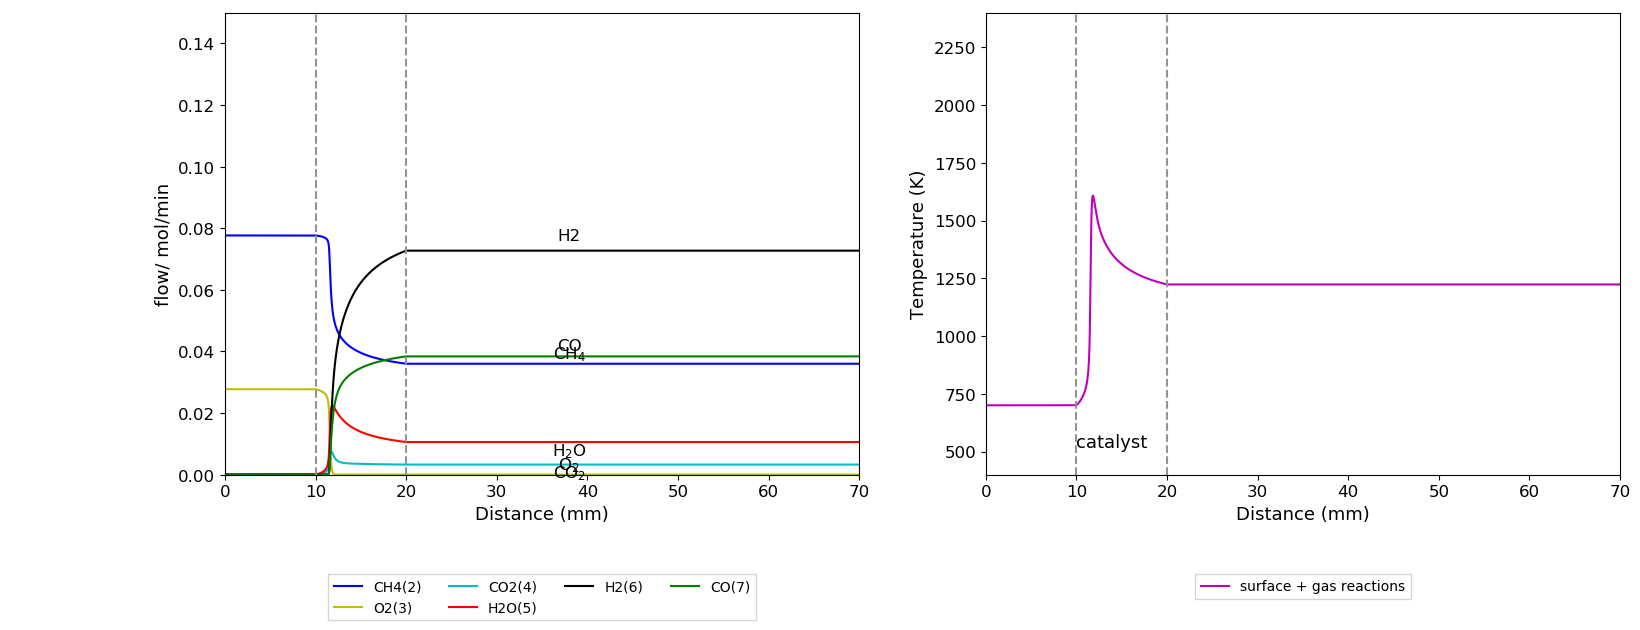 0.14
0.12
0.10
0.08
0.06
0.04
0.02
0.00
flow/ mol/min
H2
CO
CH₄
H₂O
O₂
CO₂
0 10 20 30 40 50 60 70
Distance (mm)
CH4(2) CO2(4) H2(6) CO(7)
O2(3) H2O(5)
2250
2000
1750
1500
1250
1000
750
500
Temperature (K)
catalyst
0 10 20 30 40 50 60 70
Distance (mm)
surface + gas reactions